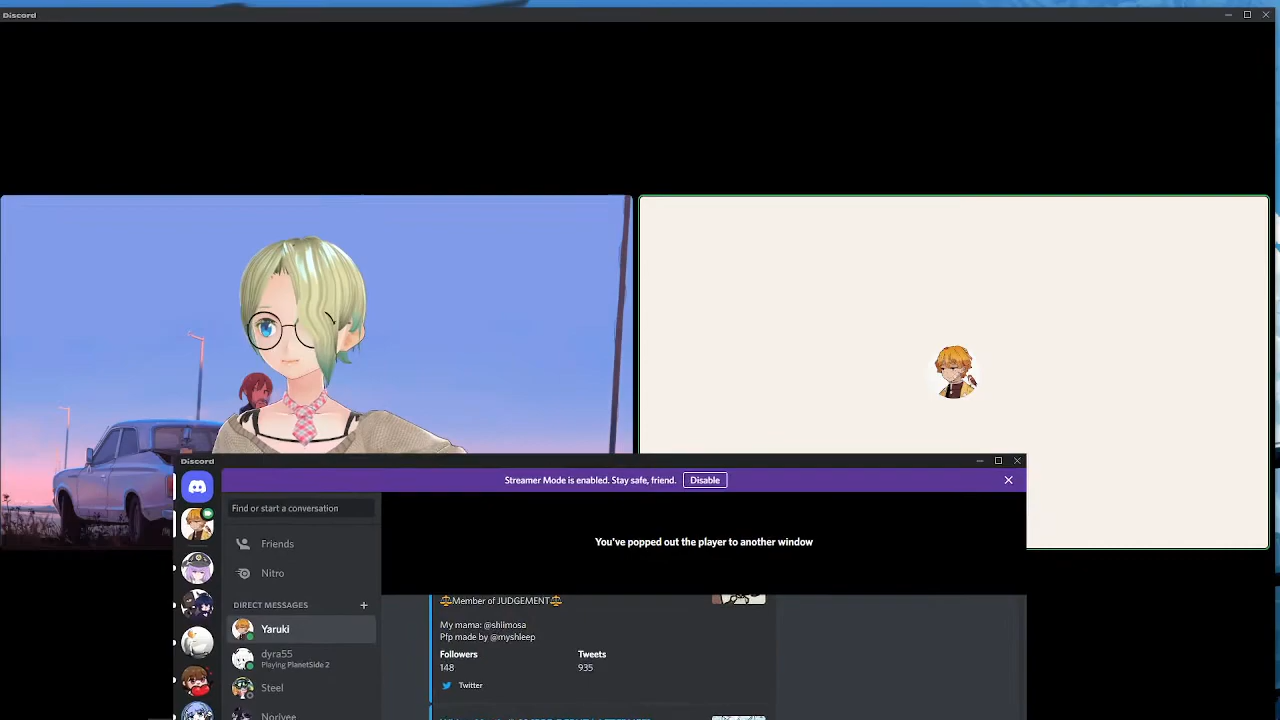 Discord
Discord
Streamer Mode is enabled. Stay safe, friend.
Disable
Find or start a conversation
You've popped out the player to another window
Friends
Nitro
DIRECT MESSAGES
Yaruki
dyra55
Playing PlanetSide 2
Steel
⚖️Member of JUDGEMENT⚖️
My mama: @shiimosa
Pfp made by @myshleep
Followers Tweets
148 935
Twitter